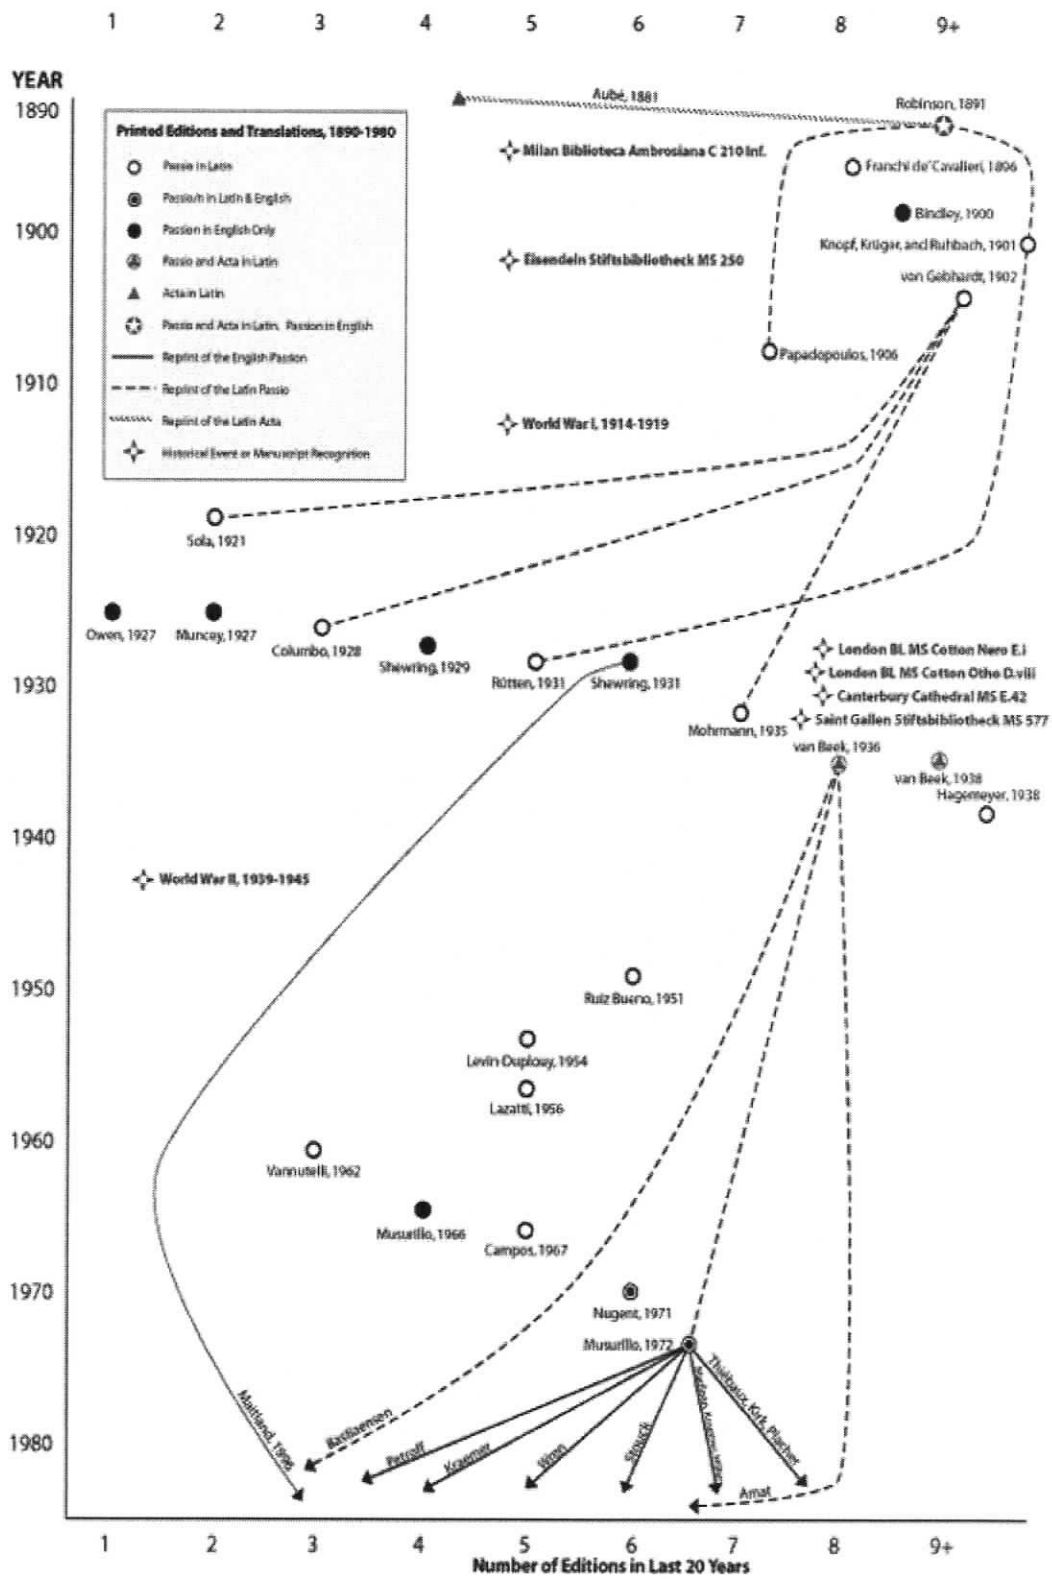 1 2 3 4 5 6 7 8 9+
YEAR
1890
1900
1910
1920
1930
1940
1950
1960
1970
1980
Printed Editions and Translations, 1890-1980
Passio in Latin
Passio/n in Latin & English
Passion in English Only
Passio and Acta in Latin
Acta in Latin
Passio and Acta in Latin, Passion in English
Reprint of the English Passion
Reprint of the Latin Passio
Reprint of the Latin Acta
Historical Event or Manuscript Recognition
Aubé, 1881
Robinson, 1891
Milan Biblioteca Ambrosiana C 210 Inf.
Franchi de'Cavalieri, 1896
Bindley, 1900
Knopf, Krüger, and Ruhbach, 1901
Eisendeln Stiftsbibliotheck MS 250
von Gebhardt, 1902
Papadopoulos, 1906
World War I, 1914-1919
Sola, 1921
Owen, 1927
Muncey, 1927
Columbo, 1928
Shewring, 1929
Rütten, 1931
Shewring, 1931
London BL MS Cotton Nero E.i
London BL MS Cotton Otho D.viii
Canterbury Cathedral MS E.42
Saint Gallen Stiftsbibliotheck MS 577
Mohrmann, 1935
van Beek, 1936
van Beek, 1938
Hagemeyer, 1938
World War II, 1939-1945
Ruiz Bueno, 1951
Levin-Duplouy, 1954
Lazatti, 1956
Vannutelli, 1962
Musurillo, 1966
Campos, 1967
Nugent, 1971
Musurillo, 1972
Maitland, 1996
Bastiaensen
Petroff
Kraemer
Wren
Stouck
Thiébaux, Kirk, Placher
Amat
1 2 3 4 5 6 7 8 9+
Number of Editions in Last 20 Years